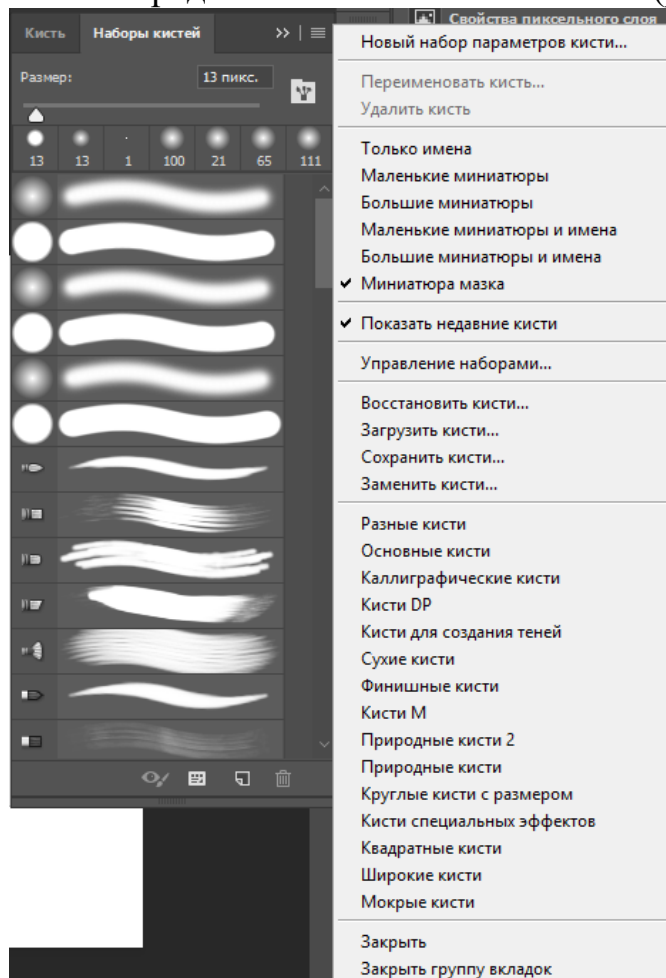 Свойства пиксельного слоя
Кисть Наборы кистей
Размер: 13 пикс.
13 13 1 100 21 65 111
Новый набор параметров кисти...
Переименовать кисть...
Удалить кисть
Только имена
Маленькие миниатюры
Большие миниатюры
Маленькие миниатюры и имена
Большие миниатюры и имена
Миниатюра мазка
Показать недавние кисти
Управление наборами...
Восстановить кисти...
Загрузить кисти...
Сохранить кисти...
Заменить кисти...
Разные кисти
Основные кисти
Каллиграфические кисти
Кисти DP
Кисти для создания теней
Сухие кисти
Финишные кисти
Кисти M
Природные кисти 2
Природные кисти
Круглые кисти с размером
Кисти специальных эффектов
Квадратные кисти
Широкие кисти
Мокрые кисти
Закрыть
Закрыть группу вкладок